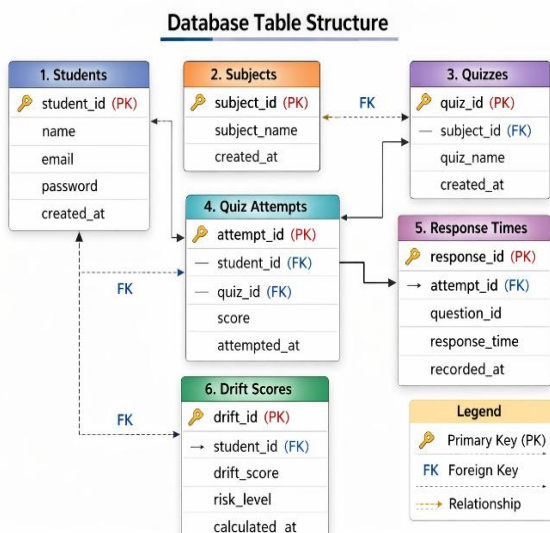 Database Table Structure
1. Students
student_id (PK)
name
email
password
created_at
2. Subjects
subject_id (PK)
subject_name
created_at
FK
3. Quizzes
quiz_id (PK)
subject_id (FK)
quiz_name
created_at
4. Quiz Attempts
attempt_id (PK)
student_id (FK)
quiz_id (FK)
score
attempted_at
FK
5. Response Times
response_id (PK)
attempt_id (FK)
question_id
response_time
recorded_at
6. Drift Scores
drift_id (PK)
student_id (FK)
drift_score
risk_level
calculated_at
FK
Legend
Primary Key (PK)
FK Foreign Key
Relationship